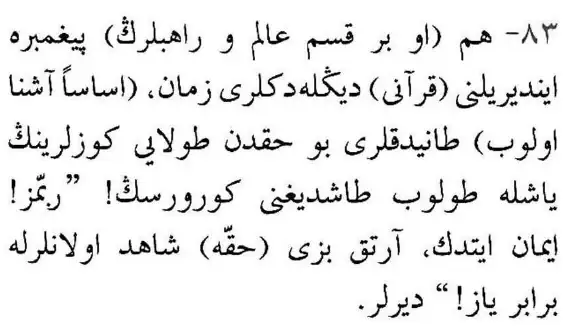 ٨٣- هم (او بر قسم عالم و راهبلرڭ) پيغمبره
اينديريلنى (قرآنى) ديڭله‌دكلرى زمان، (اساساً آشنا
اولوب) طانيدقلرى بو حقدن طولايى كوزلرينڭ
ياشله طولوب طاشديغنى كورورسڭ! ”ربّمز!
ايمان ايتدك، آرتق بزى (حقّه) شاهد اولانلرله
برابر ياز!“ ديرلر.